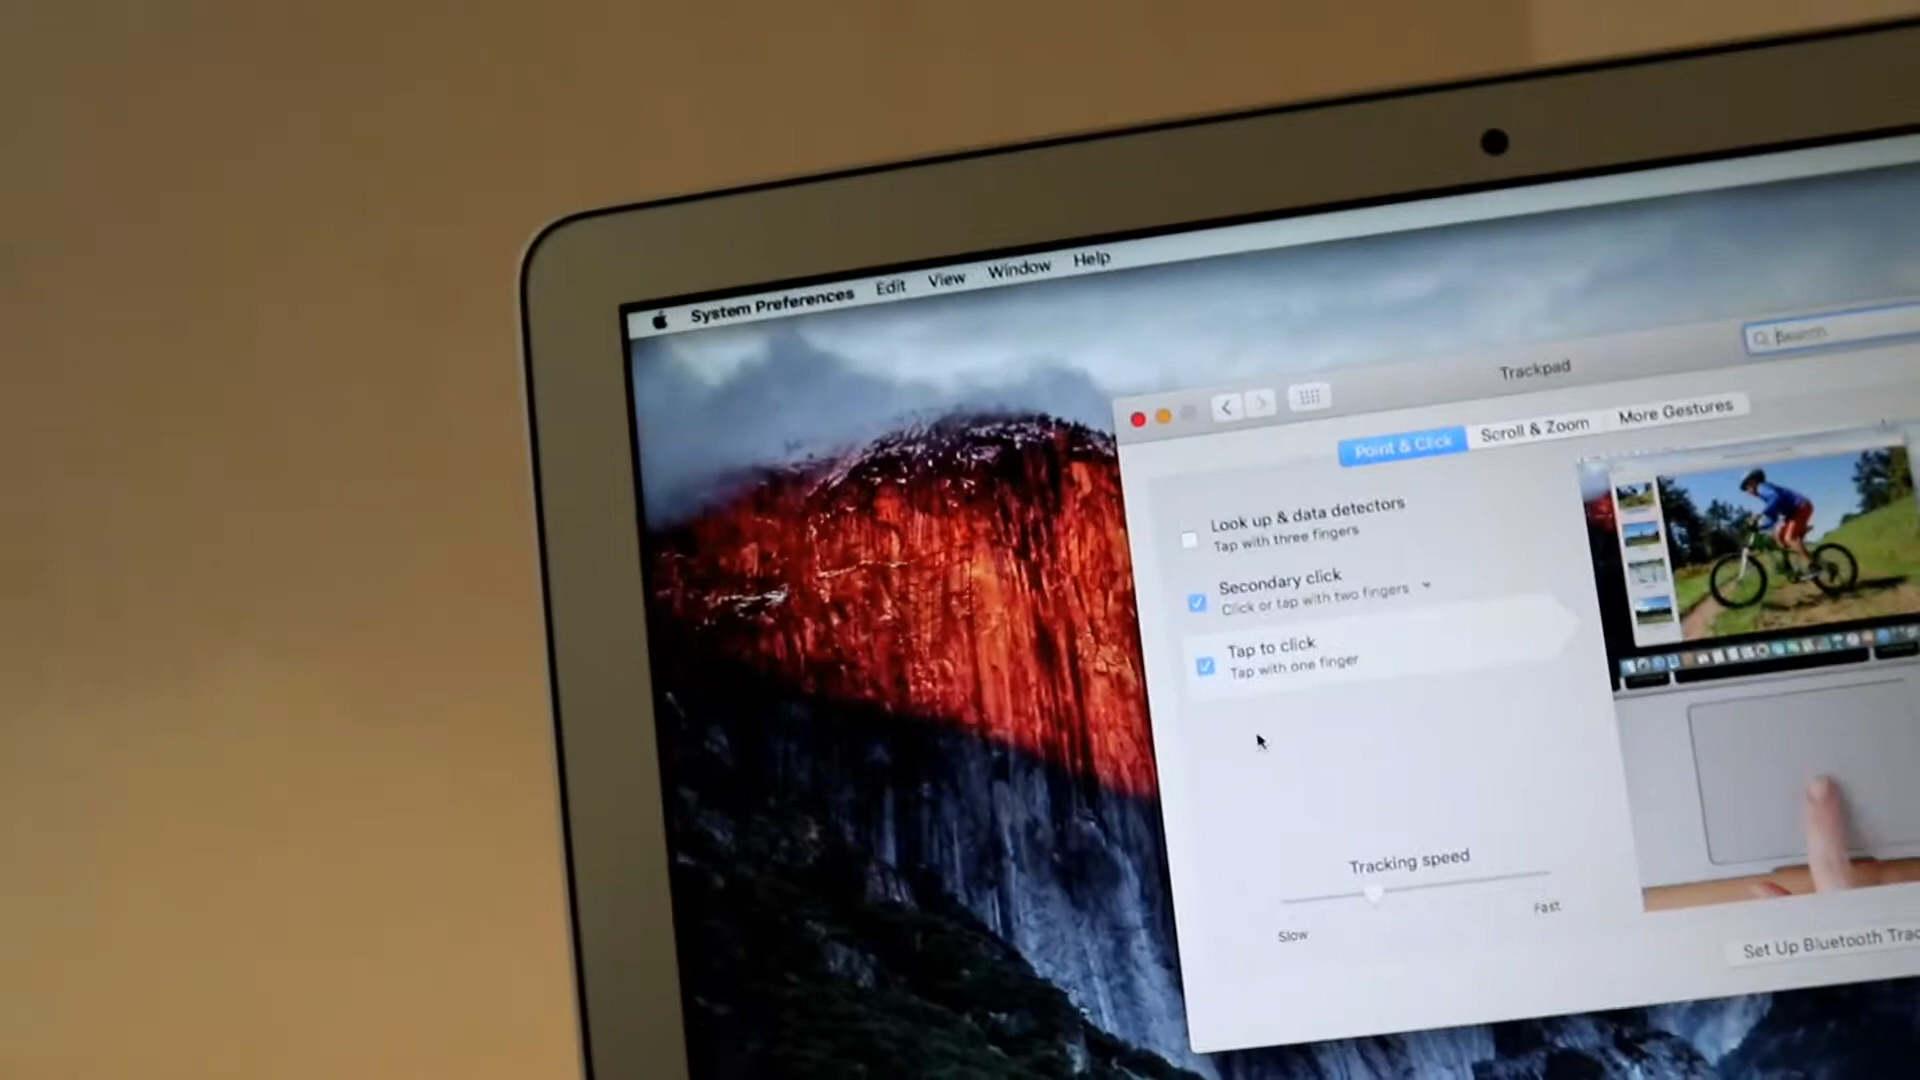 System Preferences Edit View Window Help
Trackpad
Search
Point & Click Scroll & Zoom More Gestures
Look up & data detectors
Tap with three fingers
Secondary click
Click or tap with two fingers
Tap to click
Tap with one finger
Tracking speed
Slow
Fast
Set Up Bluetooth